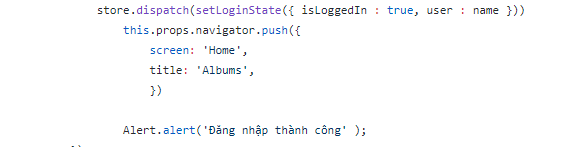 store.dispatch(setLoginState({ isLoggedIn : true, user : name }))
this.props.navigator.push({
screen: 'Home',
title: 'Albums',
})
Alert.alert('Đăng nhập thành công' );